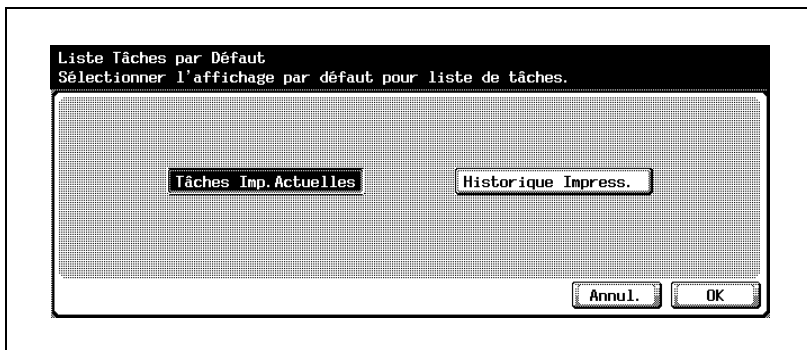 Liste Tâches par Défaut
Sélectionner l'affichage par défaut pour liste de tâches.
Tâches Imp.Actuelles Historique Impress.
Annul. OK